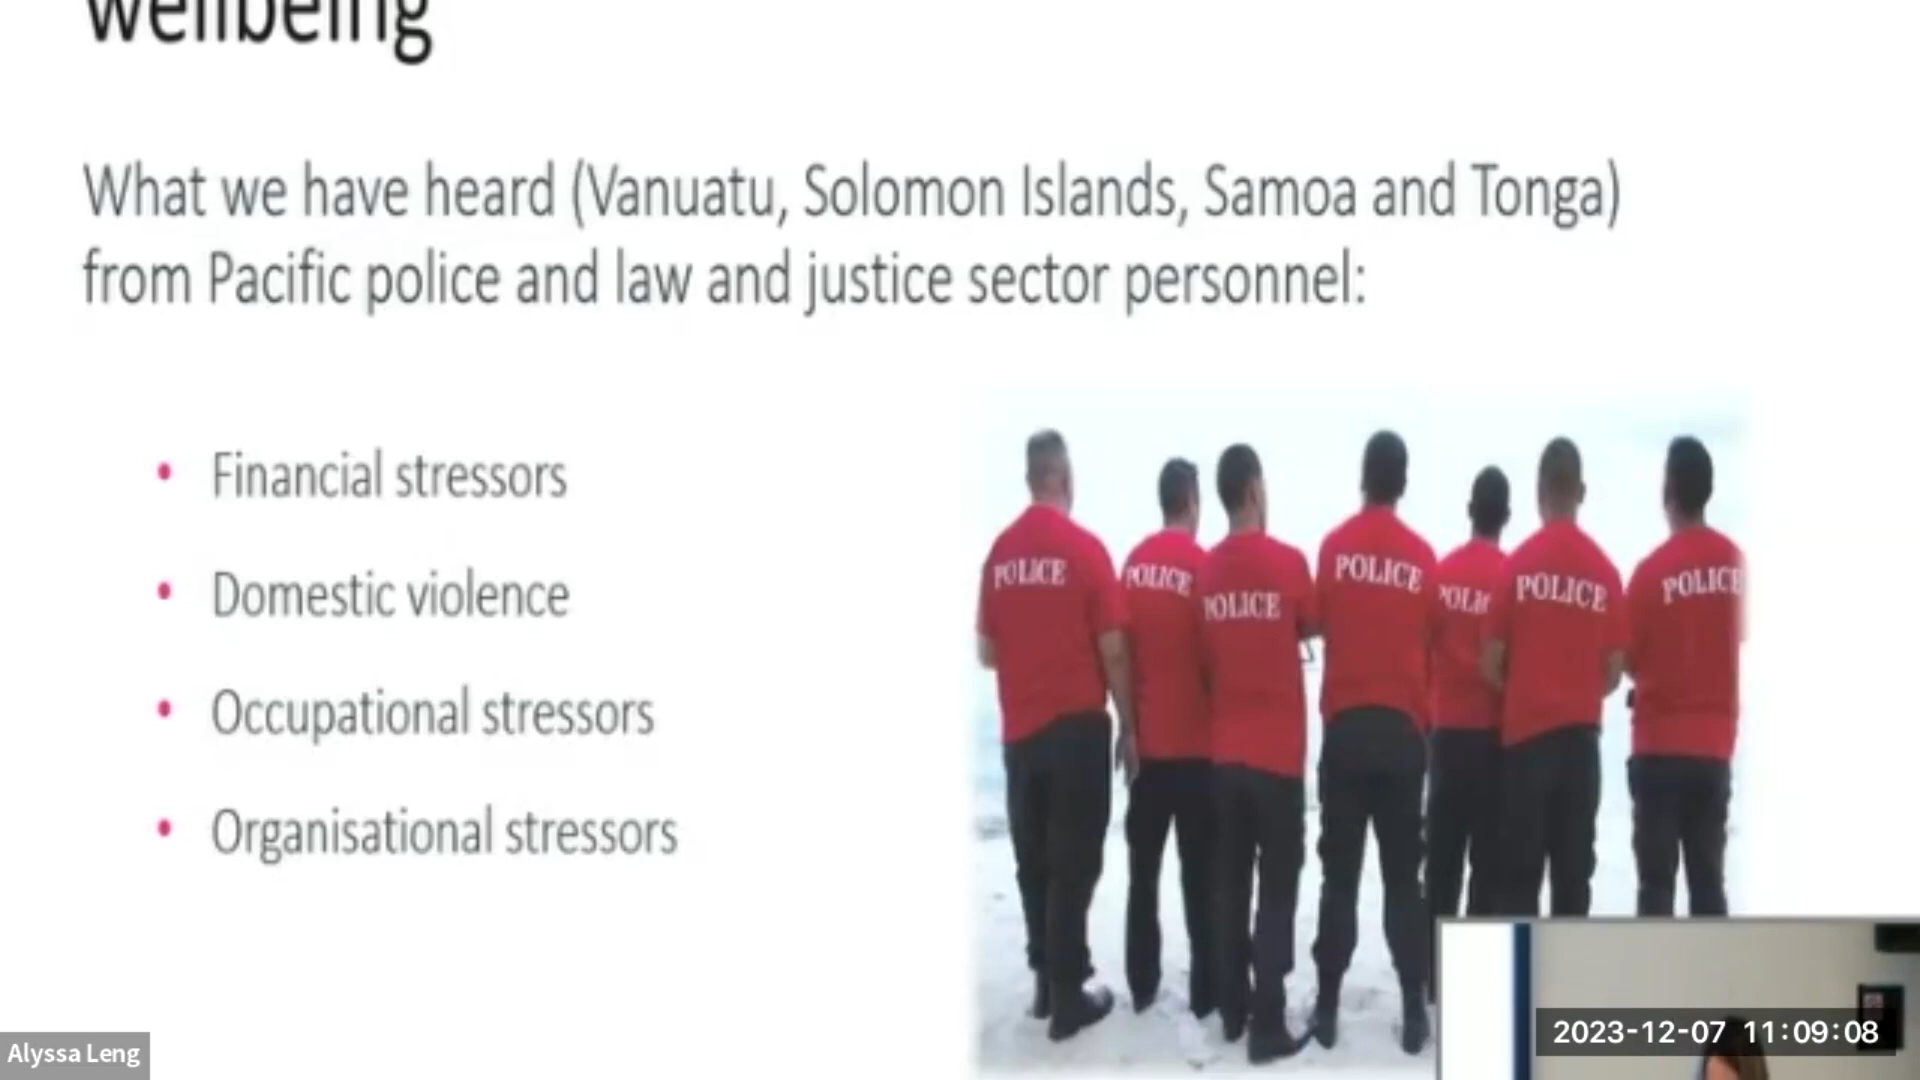 wellbeing
What we have heard (Vanuatu, Solomon Islands, Samoa and Tonga)
from Pacific police and law and justice sector personnel:
• Financial stressors
• Domestic violence
• Occupational stressors
• Organisational stressors
POLICE
POLICE
POLICE
POLICE
POLIC
POLICE
POLICE
Alyssa Leng
2023-12-07 11:09:08